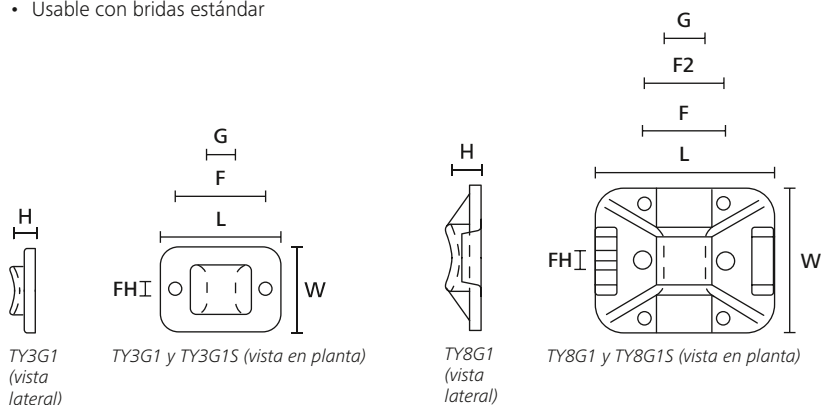 • Usable con bridas estándar
H
G
F
L
FH
W
TY3G1
(vista
lateral)
TY3G1 y TY3G1S (vista en planta)
H
G
F2
F
L
FH
W
TY8G1
(vista
lateral)
TY8G1 y TY8G1S (vista en planta)